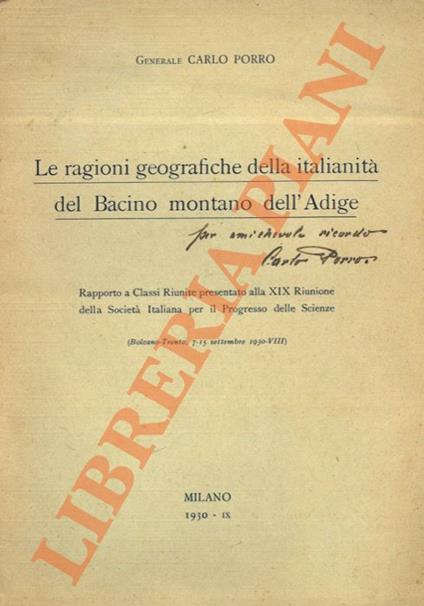 Generale CARLO PORRO
Le ragioni geografiche della italianità
del Bacino montano dell'Adige
per amichevole ricordo
Carlo Porro
Rapporto a Classi Riunite presentato alla XIX Riunione
della Società Italiana per il Progresso delle Scienze
(Bolzano-Trento, 7-15 settembre 1930-VIII)
MILANO
1930 - IX
LIBRERIA PIANI